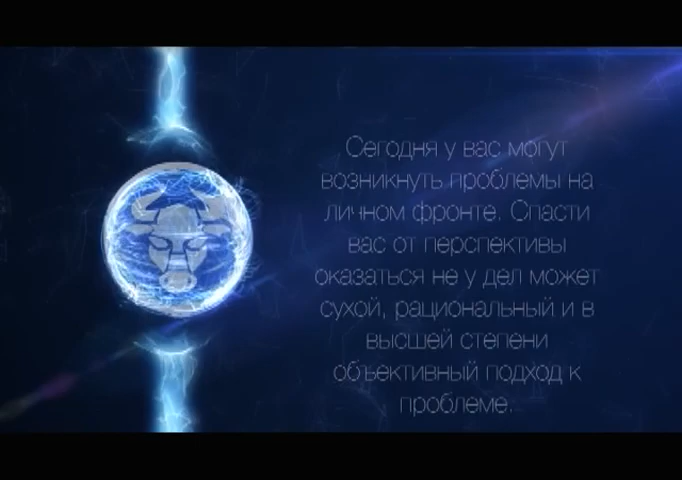 Сегодня у вас могут
возникнуть проблемы на
личном фронте. Спасти
вас от перспективы
оказаться не у дел может
сухой, рациональный и в
высшей степени
объективный подход к
проблеме.